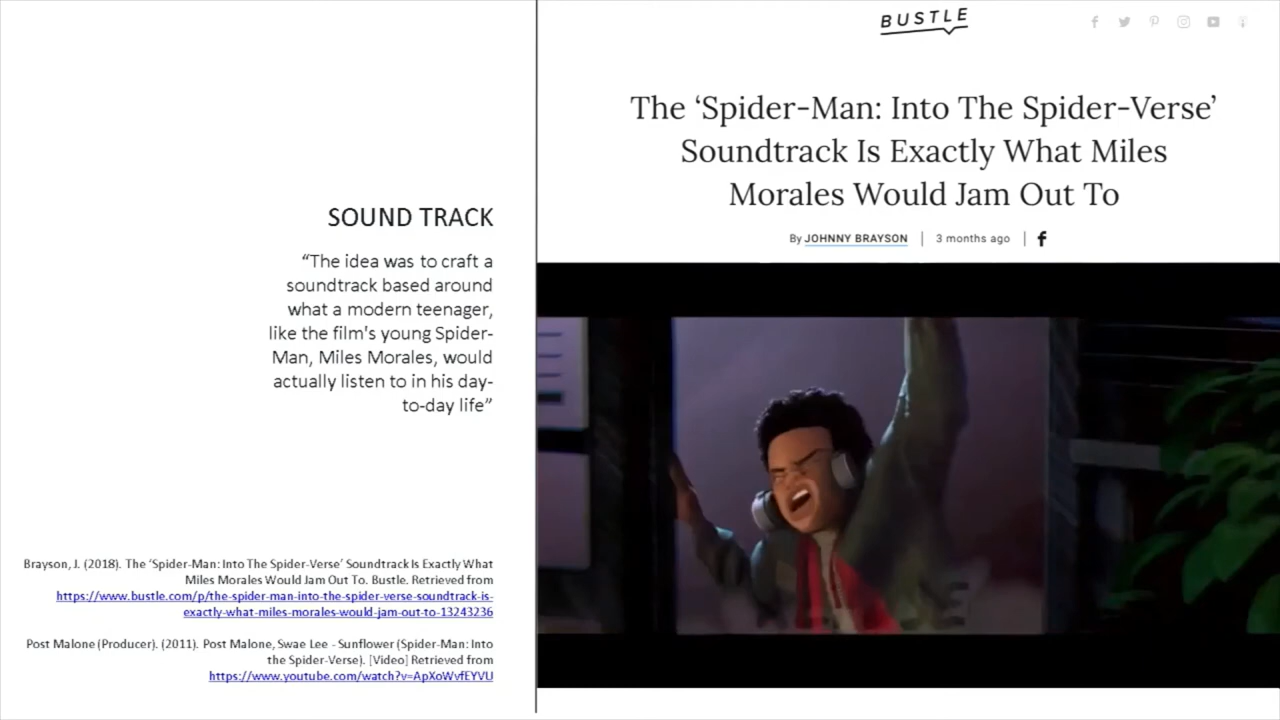 SOUND TRACK
“The idea was to craft a
soundtrack based around
what a modern teenager,
like the film's young Spider-
Man, Miles Morales, would
actually listen to in his day-
to-day life”
Brayson, J. (2018). The ‘Spider-Man: Into The Spider-Verse’ Soundtrack Is Exactly What
Miles Morales Would Jam Out To. Bustle. Retrieved from
https://www.bustle.com/p/the-spider-man-into-the-spider-verse-soundtrack-is-
exactly-what-miles-morales-would-jam-out-to-13243236
Post Malone (Producer). (2011). Post Malone, Swae Lee - Sunflower (Spider-Man: Into
the Spider-Verse). [Video] Retrieved from
https://www.youtube.com/watch?v=ApXoWvfEYVU
BUSTLE
The ‘Spider-Man: Into The Spider-Verse’
Soundtrack Is Exactly What Miles
Morales Would Jam Out To
By JOHNNY BRAYSON | 3 months ago |